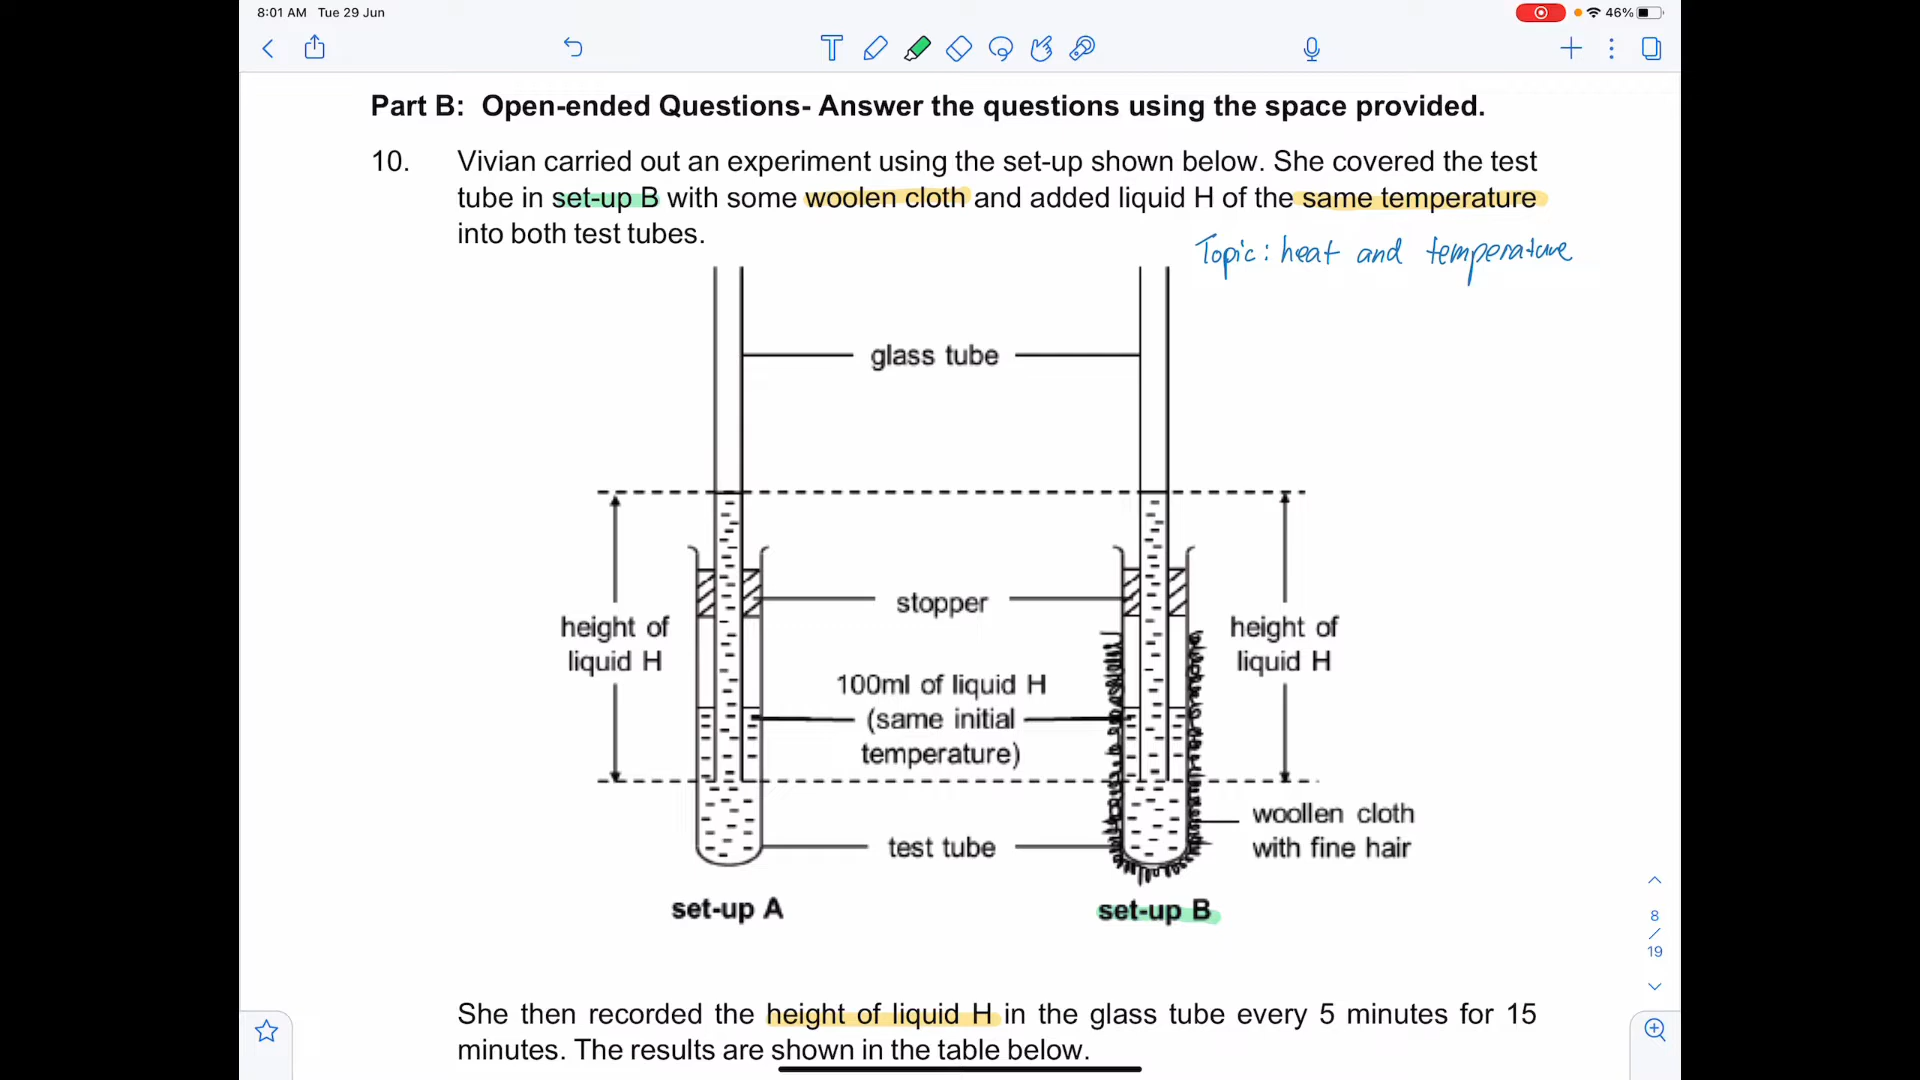 8:01 AM Tue 29 Jun
46%
T
Part B: Open-ended Questions- Answer the questions using the space provided.
10. Vivian carried out an experiment using the set-up shown below. She covered the test
tube in set-up B with some woolen cloth and added liquid H of the same temperature
into both test tubes.
Topic: heat and temperature
glass tube
stopper
height of
liquid H
height of
liquid H
100ml of liquid H
(same initial
temperature)
woollen cloth
with fine hair
test tube
set-up A
set-up B
8
/
19
She then recorded the height of liquid H in the glass tube every 5 minutes for 15
minutes. The results are shown in the table below.